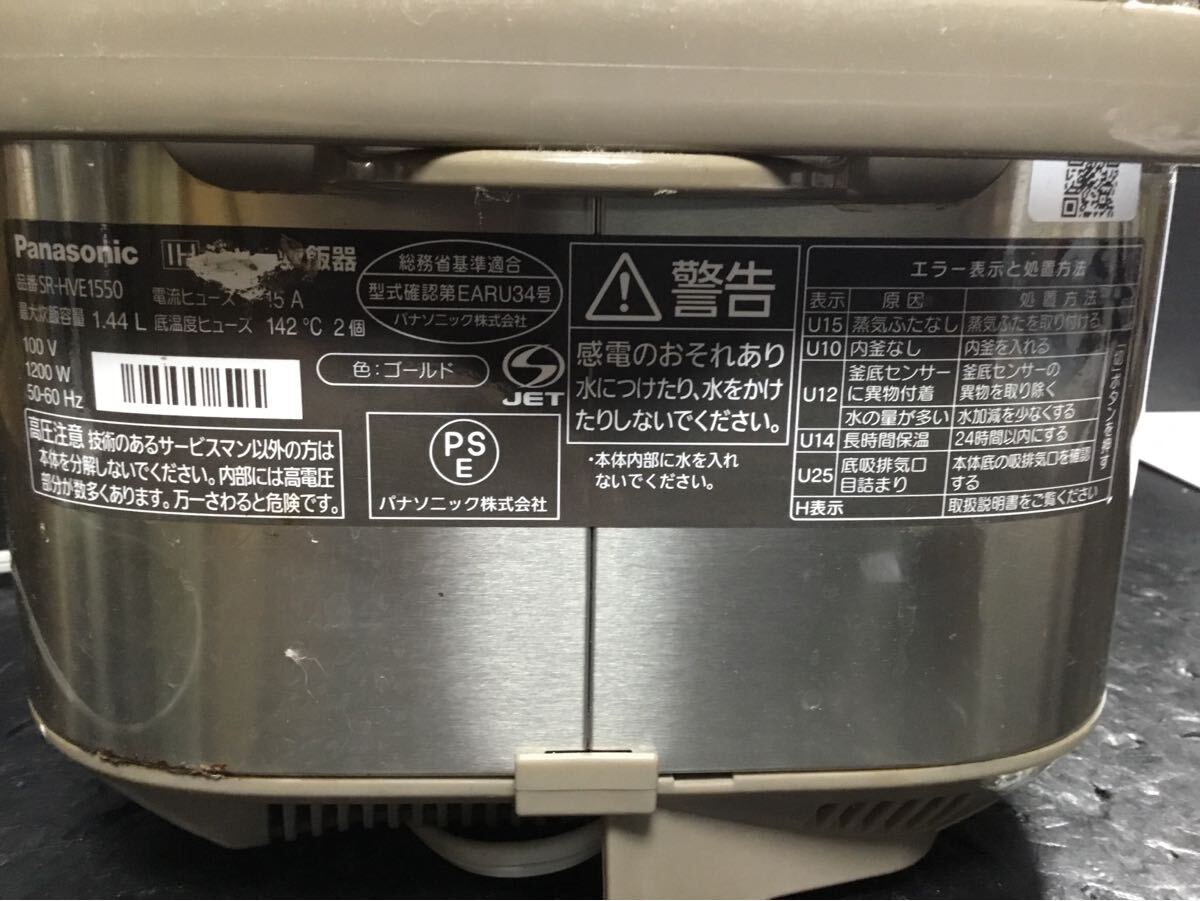 Panasonic IH 飯器
品番 SR-HVE1550
電流ヒューズ 15 A
最大炊飯容量 1.44 L 底温度ヒューズ 142 ℃ 2個
100 V
1200 W
50-60 Hz
総務省基準適合
型式確認第EARU34号
パナソニック株式会社
色:ゴールド
JET
高圧注意 技術のあるサービスマン以外の方は
本体を分解しないでください。内部には高電圧
部分が数多くあります。万一さわると危険です。
PS
E
パナソニック株式会社
警告
感電のおそれあり
水につけたり、水をかけ
たりしないでください。
・本体内部に水を入れ
ないでください。
エラー表示と処置方法
表示 原因 処置方法
U15 蒸気ふたなし 蒸気ふたを取り付ける
U10 内釜なし 内釜を入れる
U12 釜底センサー に異物付着 釜底センサーの 異物を取り除く
水の量が多い 水加減を少なくする
U14 長時間保温 24時間以内にする
U25 底吸排気口 目詰まり 本体底の吸排気口を確認 する
H表示 取扱説明書をご覧ください
「切」ボタンを押す